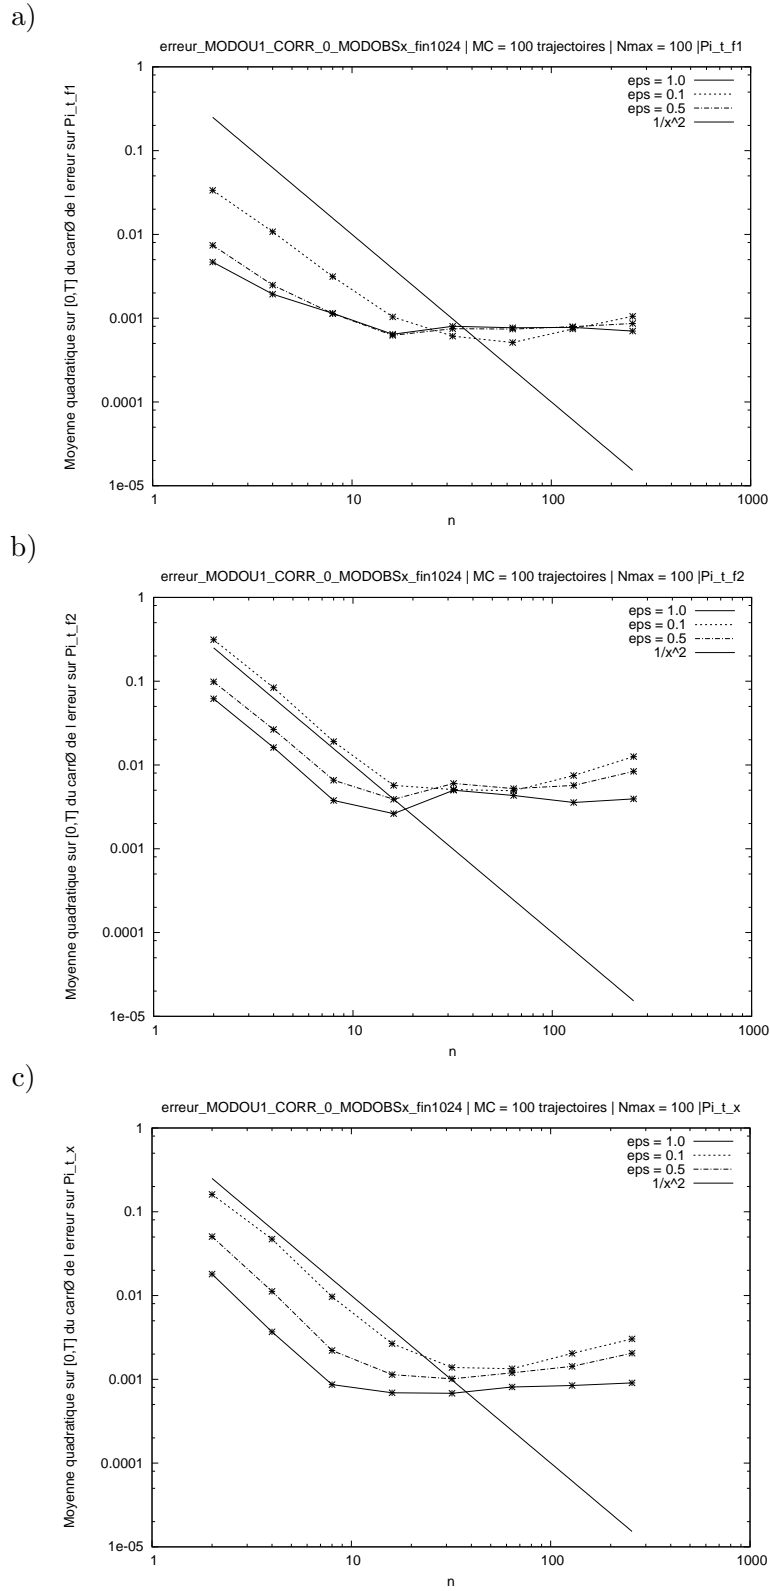 a)
erreur_MODOU1_CORR_0_MODOBSx_fin1024 | MC = 100 trajectoires | Nmax = 100 |Pi_t_f1
Moyenne quadratique sur [0,T] du carrØ de l erreur sur Pi_t_f1
1
0.1
0.01
0.001
0.0001
1e-05
eps = 1.0
eps = 0.1
eps = 0.5
1/x^2
1 10 100 1000
n
b)
erreur_MODOU1_CORR_0_MODOBSx_fin1024 | MC = 100 trajectoires | Nmax = 100 |Pi_t_f2
Moyenne quadratique sur [0,T] du carrØ de l erreur sur Pi_t_f2
1
0.1
0.01
0.001
0.0001
1e-05
eps = 1.0
eps = 0.1
eps = 0.5
1/x^2
1 10 100 1000
n
c)
erreur_MODOU1_CORR_0_MODOBSx_fin1024 | MC = 100 trajectoires | Nmax = 100 |Pi_t_x
Moyenne quadratique sur [0,T] du carrØ de l erreur sur Pi_t_x
1
0.1
0.01
0.001
0.0001
1e-05
eps = 1.0
eps = 0.1
eps = 0.5
1/x^2
1 10 100 1000
n